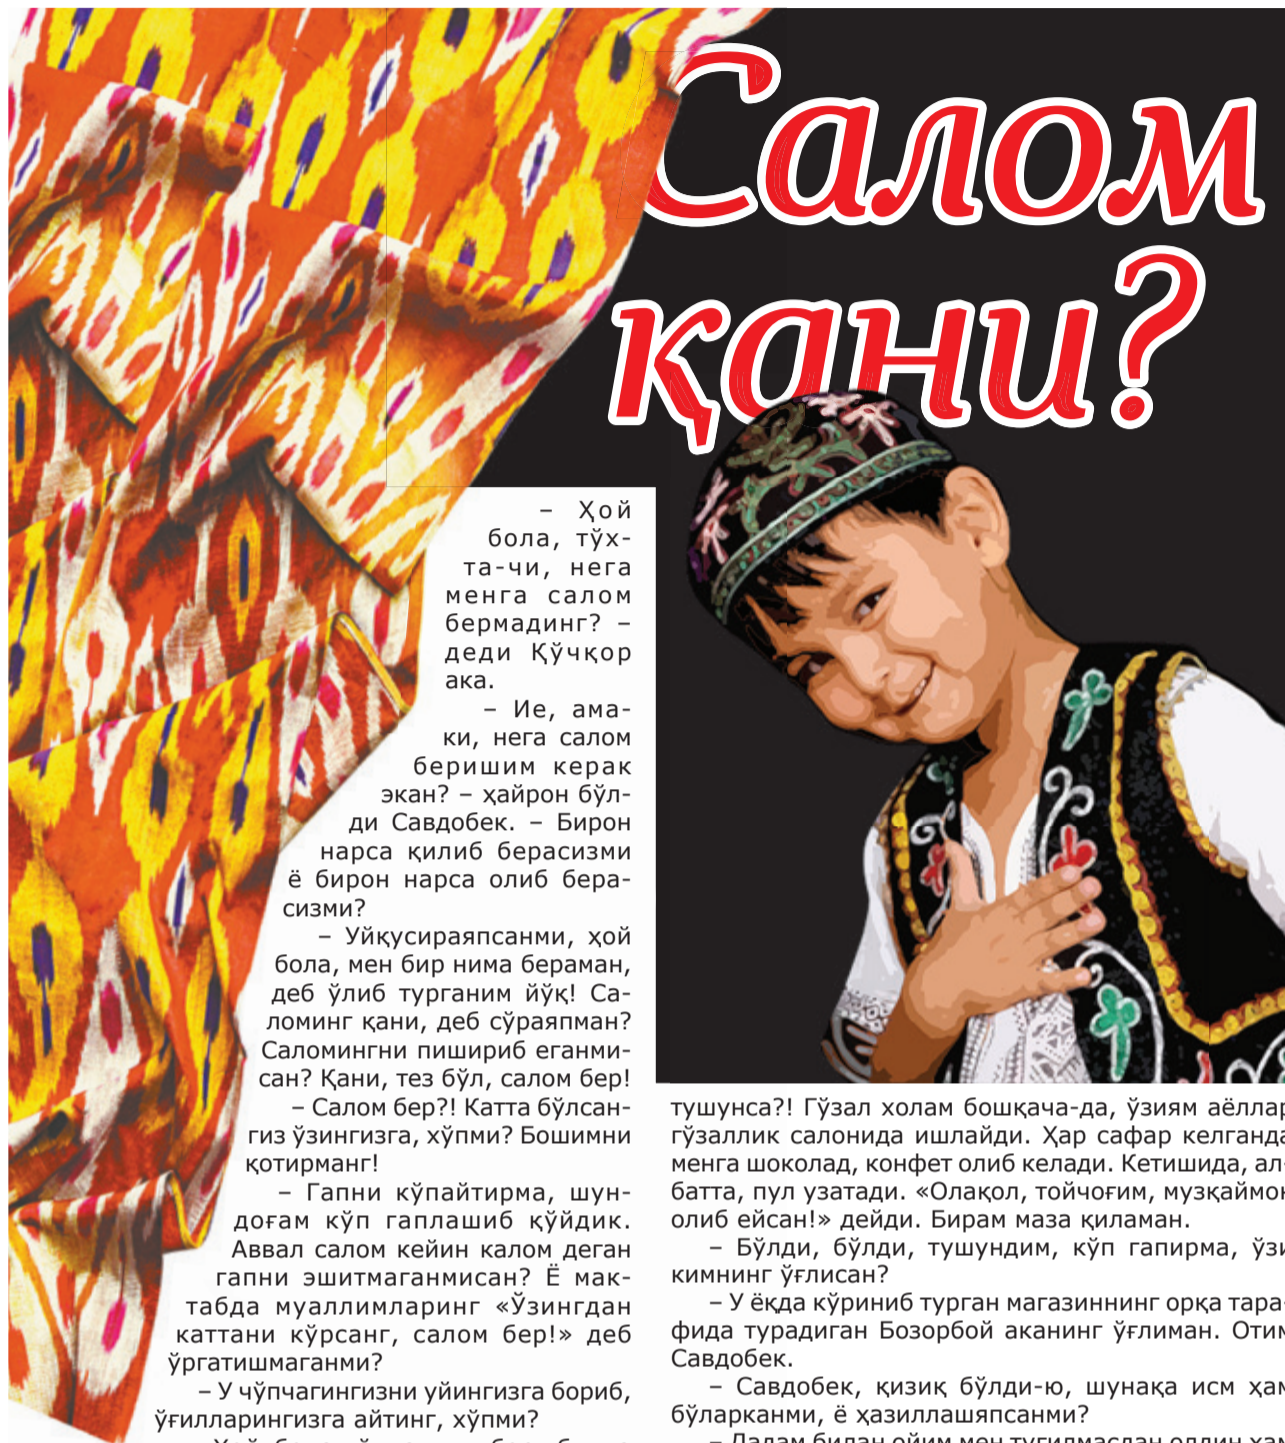 Салом
қани?
– Ҳой
бола, тўх-
та-чи, нега
менга салом
бермадинг? –
деди Қўчқор
ака.
– Ие, ама-
ки, нега салом
беришим керак
экан? – ҳайрон бўл-
ди Савдобек. – Бирон
нарса қилиб берасизми
ё бирон нарса олиб бера-
сизми?
– Уйқусираяпсанми, ҳой
бола, мен бир нима бераман,
деб ўлиб турганим йўқ! Са-
ломинг қани, деб сўраяпман?
Саломингни пишириб еганми-
сан? Қани, тез бўл, салом бер!
– Салом бер?! Катта бўлсан-
гиз ўзингизга, хўпми? Бошимни
қотирманг!
– Гапни кўпайтирма, шун-
доғам кўп гаплашиб қўйдик.
Аввал салом кейин калом деган
гапни эшитмаганмисан? Ё мак-
табда муаллимларинг «Ўзингдан
каттани кўрсанг, салом бер!» деб
ўргатишмаганми?
– У чўпчагингизни уйингизга бориб,
ўғилларингизга айтинг, хўпми?
тушунса?! Гўзал холам бошқача-да, ўзиям аёллар
гўзаллик салонида ишлайди. Ҳар сафар келганда
менга шоколад, конфет олиб келади. Кетишида, ал-
батта, пул узатади. «Олақол, тойчоғим, музқаймоқ
олиб ейсан!» дейди. Бирам маза қиламан.
– Бўлди, бўлди, тушундим, кўп гапирма, ўзи
кимнинг ўғлисан?
– У ёқда кўриниб турган магазиннинг орқа тара-
фида турадиган Бозорбой аканинг ўғлиман. Отим
Савдобек.
– Савдобек, қизиқ бўлди-ю, шунақа исм ҳам
бўларканми, ё ҳазиллашяпсанми?
– Дадам билан ойим мен туғилмасдан олдин ҳам